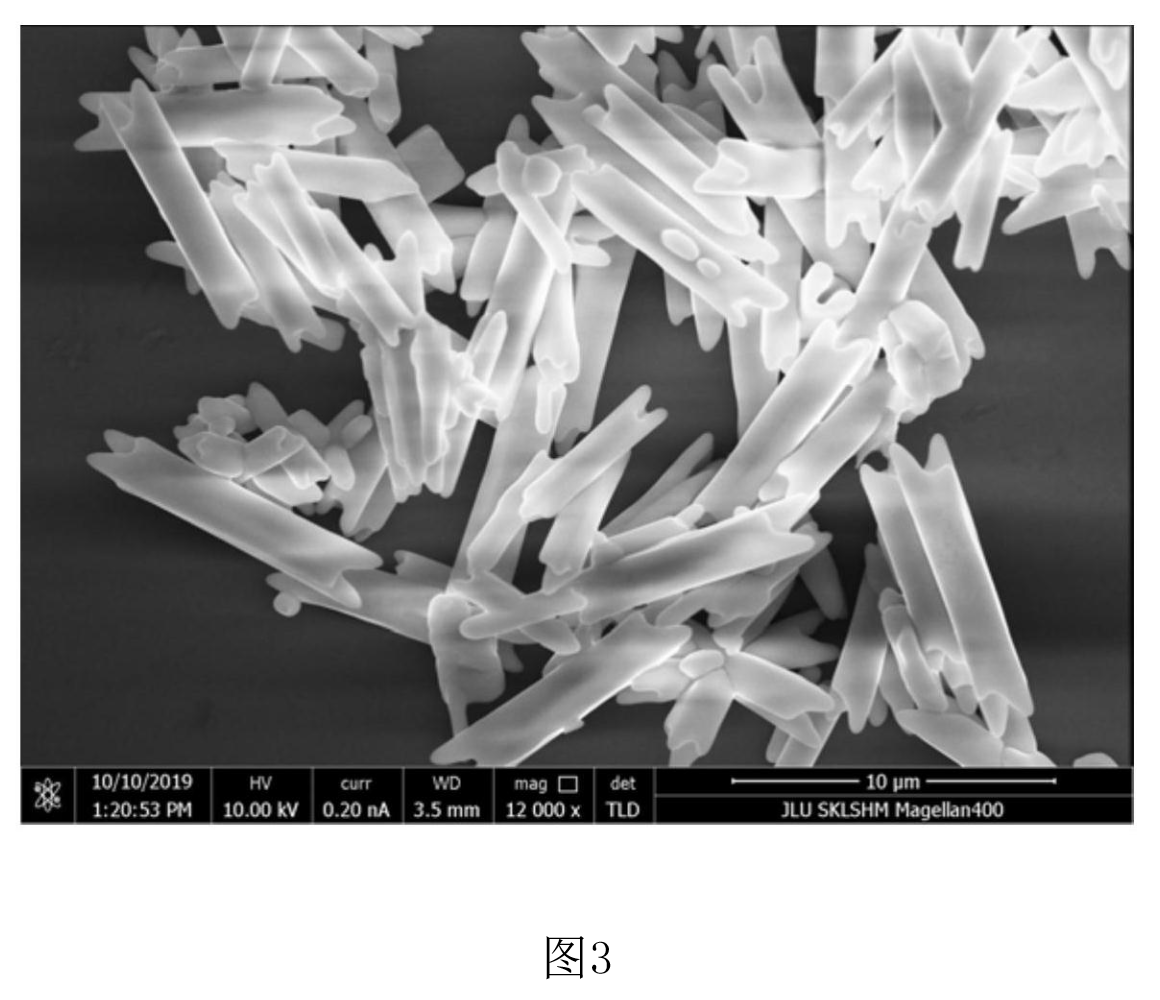 10/10/2019 HV curr WD mag det 10 μm
1:20:53 PM 10.00 kV 0.20 nA 3.5 mm 12 000 x TLD JLU SKLSHM Magellan400
图3